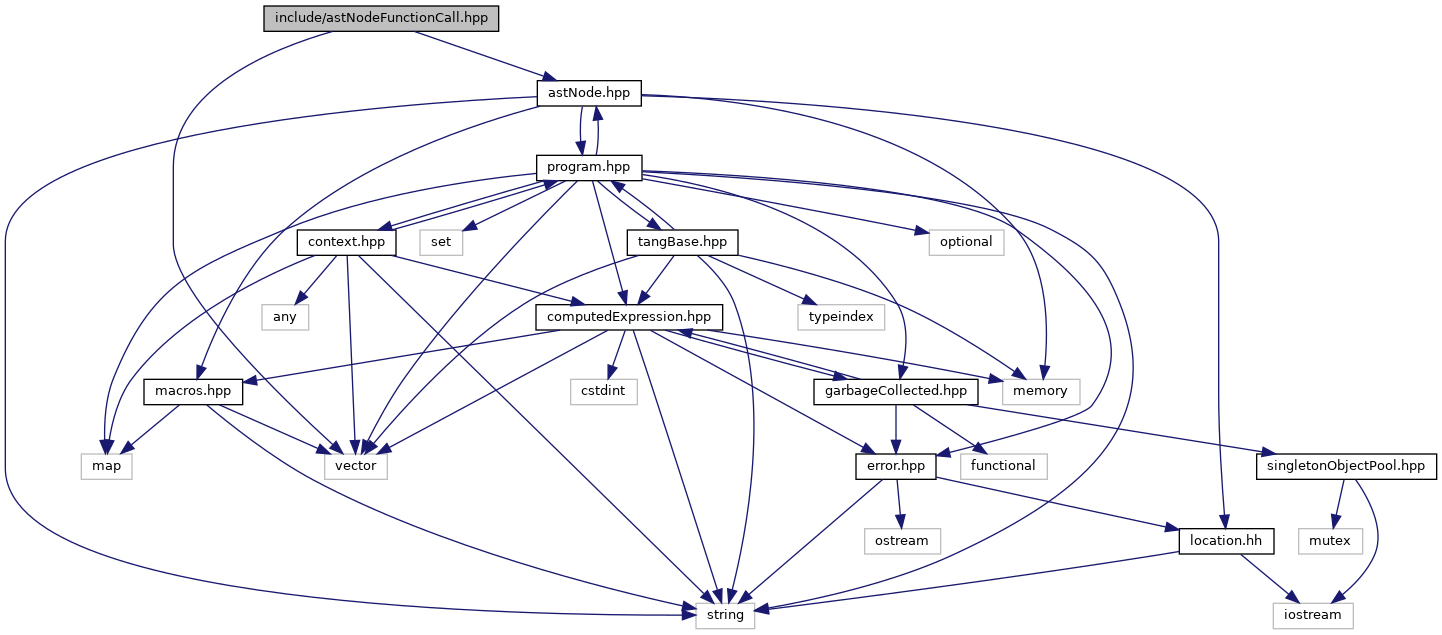 include/astNodeFunctionCall.hpp
astNode.hpp
program.hpp
context.hpp
set
tangBase.hpp
optional
any
computedExpression.hpp
typeindex
macros.hpp
cstdint
garbageCollected.hpp
memory
map
vector
error.hpp
functional
singletonObjectPool.hpp
ostream
location.hh
mutex
string
iostream